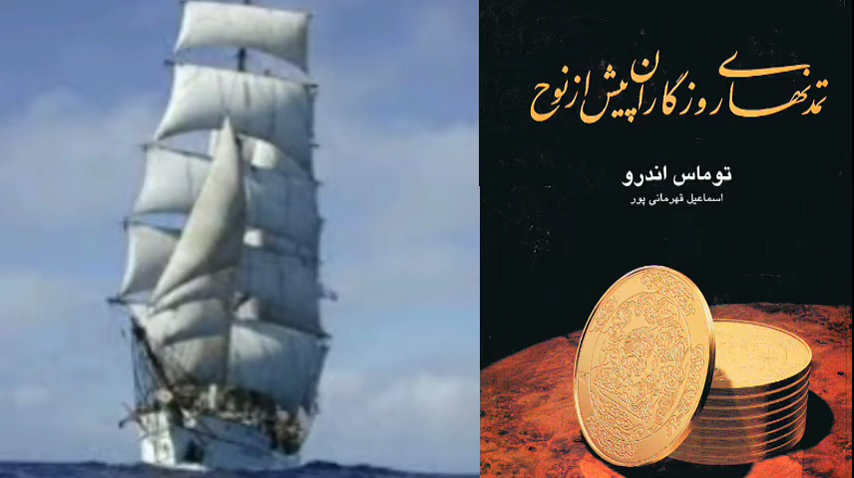 تمدنهای روزگاران پیش از نوح
توماس اندرو
اسماعیل قهرمانی پور